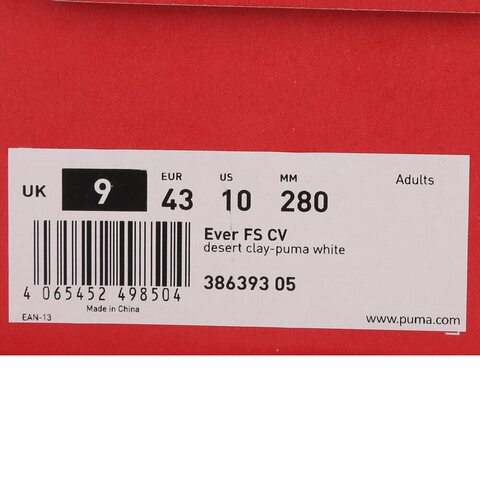 UK 9 EUR 43 US 10 MM 280 Adults
Ever FS CV
desert clay-puma white
386393 05
4 065452 498504
Made in China
EAN-13
www.puma.com